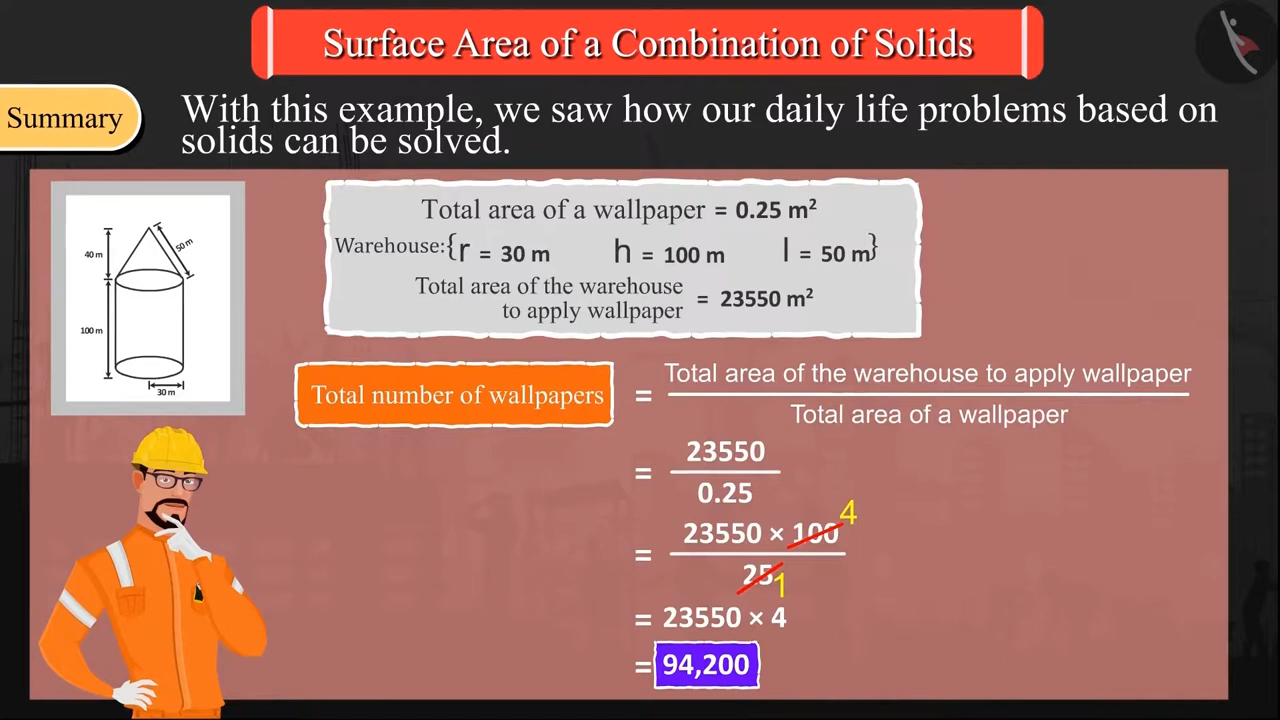 Surface Area of a Combination of Solids
Summary
With this example, we saw how our daily life problems based on
solids can be solved.
40 m
50 m
100 m
30 m
Total area of a wallpaper = 0.25 m²
Warehouse:{r = 30 m h = 100 m l = 50 m}
Total area of the warehouse
to apply wallpaper = 23550 m²
Total number of wallpapers
= Total area of the warehouse to apply wallpaper
Total area of a wallpaper
= 23550
0.25
= 23550 × 100 4
25 1
= 23550 × 4
= 94,200